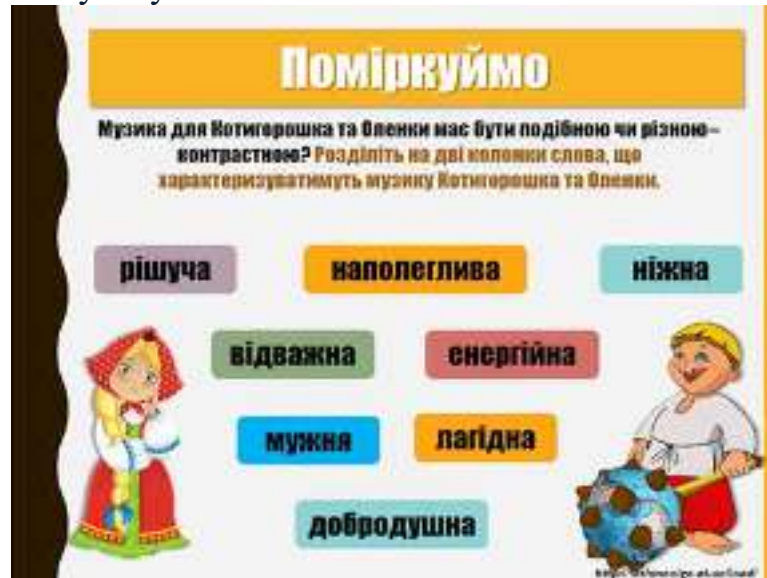 Поміркуймо
Музика для Котигорошка та Оленки має бути подібною чи різною–
контрастною? Розділіть на дві колонки слова, що
характеризуватимуть музику Котигорошка та Оленки.
рішуча наполеглива ніжна
відважна енергійна
мужня лагідна
добродушна